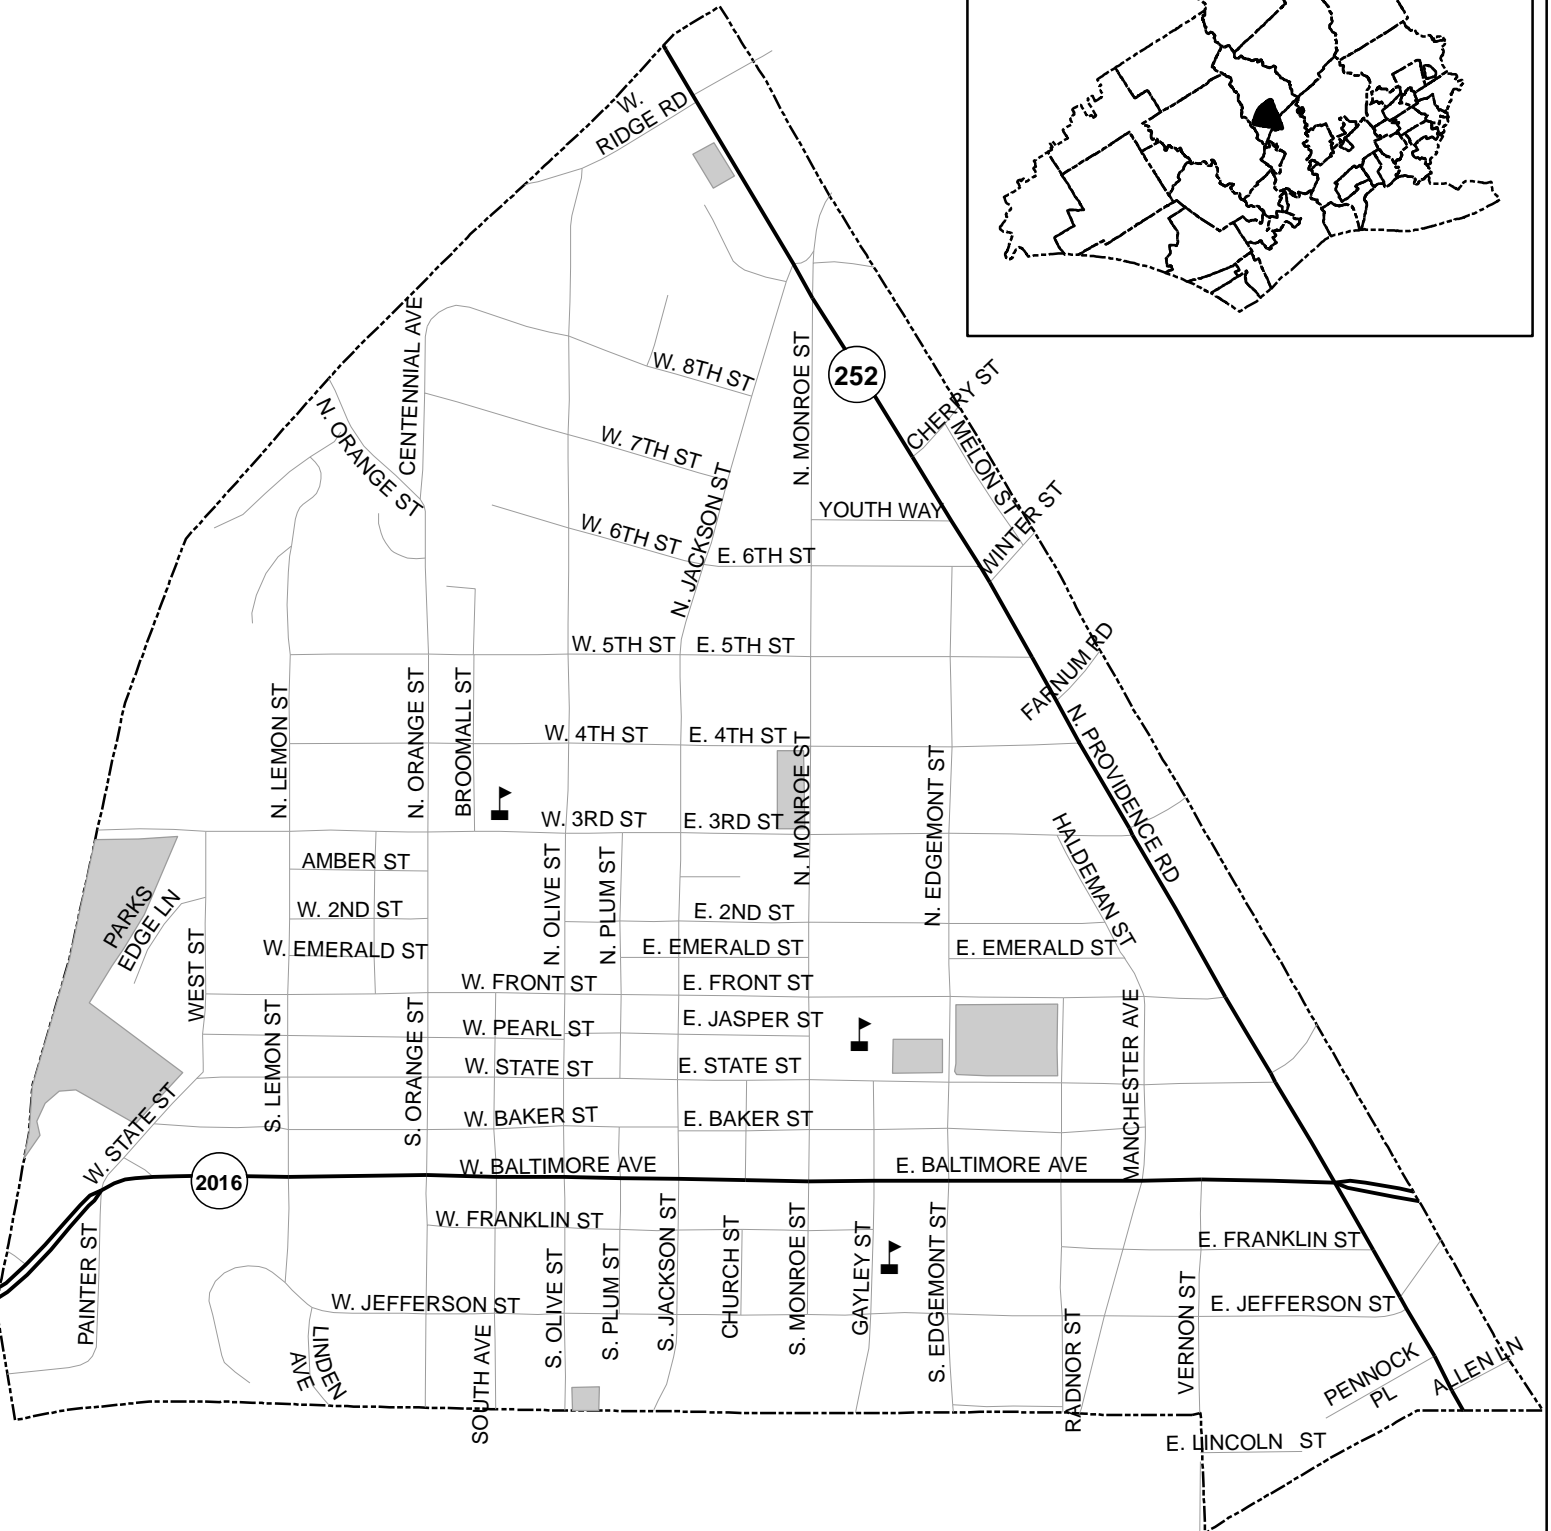 W.
RIDGE RD
CENTENNIAL AVE
N. ORANGE ST
W. 8TH ST
W. 7TH ST
W. 6TH ST
N. JACKSON ST
N. MONROE ST
252
CHERRY ST
MELON ST
WINTER ST
YOUTH WAY
E. 6TH ST
W. 5TH ST
E. 5TH ST
FARNUM RD
N. PROVIDENCE RD
N. LEMON ST
N. ORANGE ST
BROOMALL ST
W. 4TH ST
E. 4TH ST
N. MONROE ST
N. EDGEMONT ST
W. 3RD ST
E. 3RD ST
HALDEMAN ST
AMBER ST
N. OLIVE ST
N. PLUM ST
PARKS
EDGE LN
W. 2ND ST
E. 2ND ST
WEST ST
W. EMERALD ST
E. EMERALD ST
E. EMERALD ST
W. FRONT ST
E. FRONT ST
S. LEMON ST
S. ORANGE ST
W. PEARL ST
E. JASPER ST
MANCHESTER AVE
W. STATE ST
E. STATE ST
W. STATE ST
W. BAKER ST
E. BAKER ST
2016
W. BALTIMORE AVE
E. BALTIMORE AVE
PAINTER ST
W. FRANKLIN ST
E. FRANKLIN ST
S. OLIVE ST
S. PLUM ST
S. JACKSON ST
CHURCH ST
S. MONROE ST
GAYLEY ST
S. EDGEMONT ST
W. JEFFERSON ST
E. JEFFERSON ST
LINDEN
AVE
SOUTH AVE
RADNOR ST
VERNON ST
PENNOCK
PL
ALLEN LN
E. LINCOLN ST